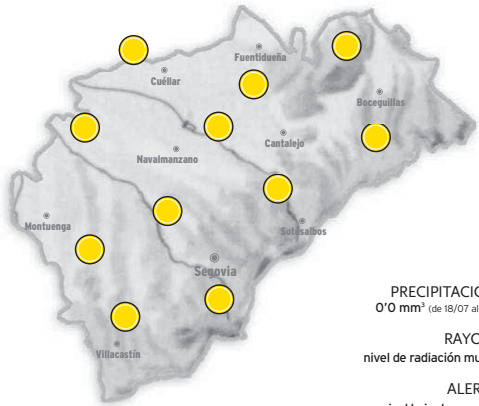 Fuentidueña
Cuéllar
Boceguillas
Cantalejo
Navalmanzano
Montuenga
Sotosalbos
Segovia
Villacastín
PRECIPITACIO
0'0 mm³ (de 18/07 al
RAYO
nivel de radiación mu
ALER